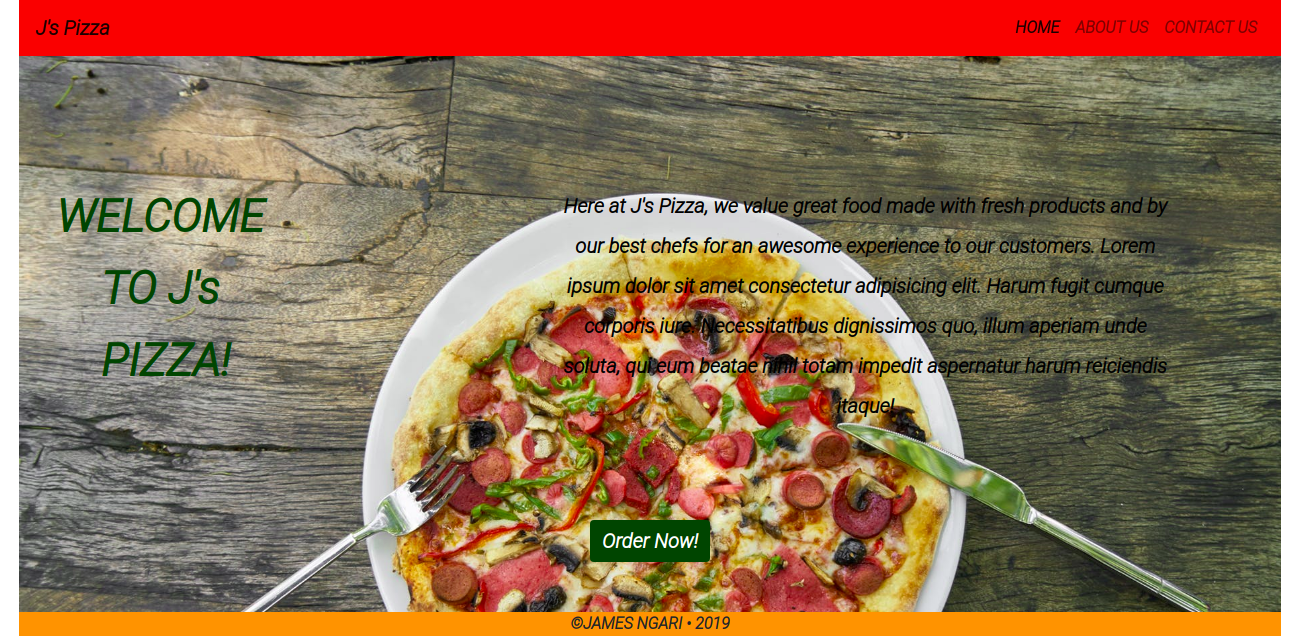 J's Pizza
HOME ABOUT US CONTACT US
WELCOME
TO J's
PIZZA!
Here at J's Pizza, we value great food made with fresh products and by
our best chefs for an awesome experience to our customers. Lorem
ipsum dolor sit amet consectetur adipisicing elit. Harum fugit cumque
corporis iure. Necessitatibus dignissimos quo, illum aperiam unde
soluta, qui eum beatae nihil totam impedit aspernatur harum reiciendis
itaque!
Order Now!
©JAMES NGARI • 2019